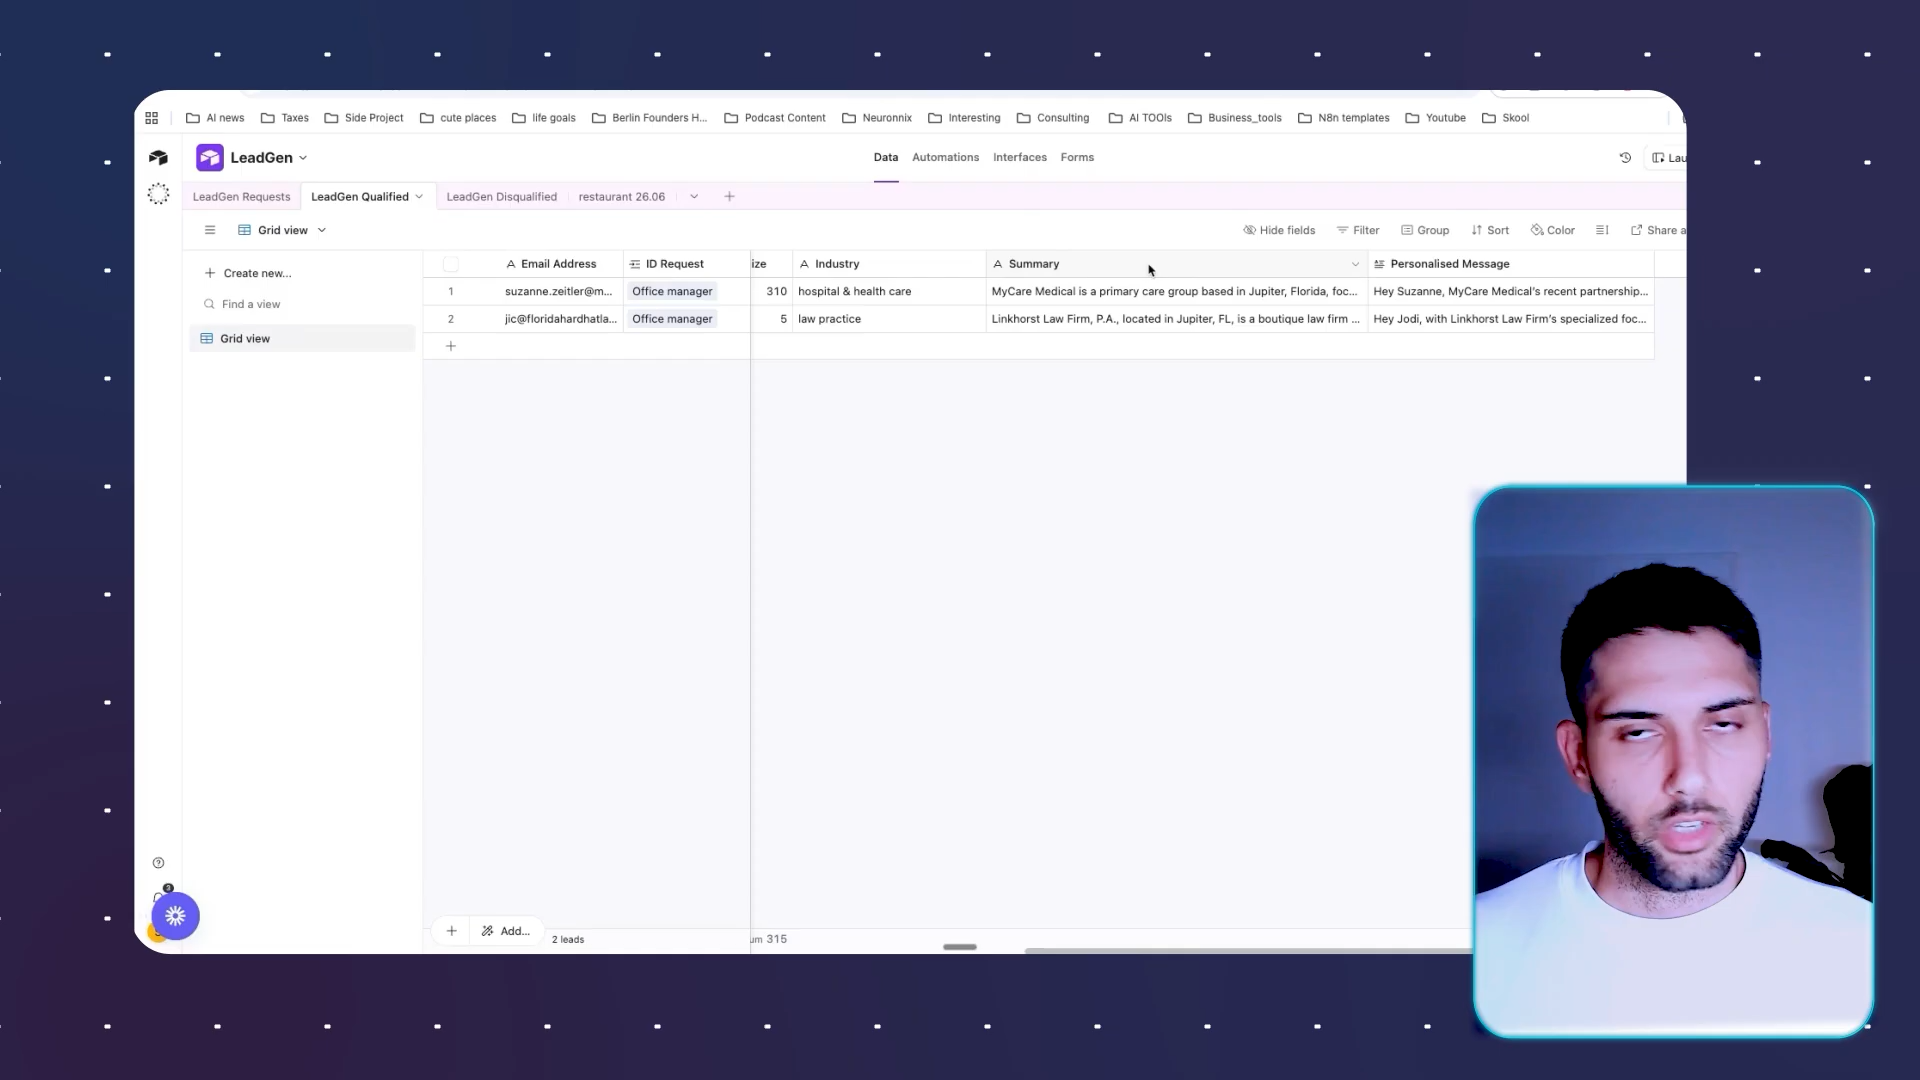 AI news Taxes Side Project cute places life goals Berlin Founders H... Podcast Content Neuronnix Interesting Consulting AI TOOls Business_tools N8n templates Youtube Skool
LeadGen Data Automations Interfaces Forms Lau
LeadGen Requests LeadGen Qualified LeadGen Disqualified restaurant 26.06
Grid view Hide fields Filter Group Sort Color Share a
Create new... Email Address ID Request ize Industry Summary Personalised Message
1 suzanne.zeitler@m... Office manager 310 hospital & health care MyCare Medical is a primary care group based in Jupiter, Florida, foc... Hey Suzanne, MyCare Medical's recent partnership...
Find a view
2 jic@floridahardhatla... Office manager 5 law practice Linkhorst Law Firm, P.A., located in Jupiter, FL, is a boutique law firm ... Hey Jodi, with Linkhorst Law Firm's specialized foc...
Grid view
3
Add... 2 leads um 315